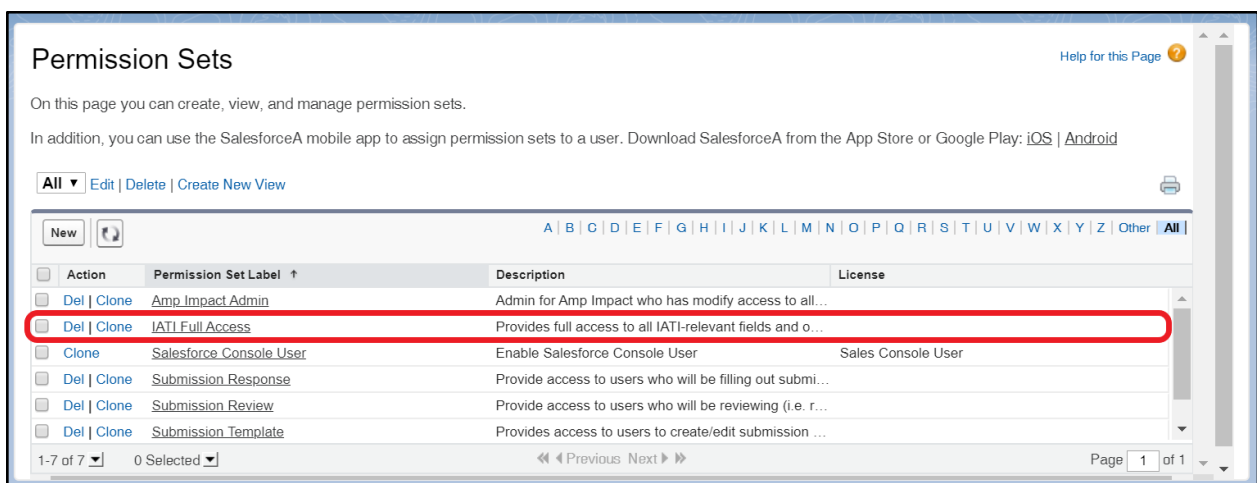 Permission Sets
Help for this Page
On this page you can create, view, and manage permission sets.
In addition, you can use the SalesforceA mobile app to assign permission sets to a user. Download SalesforceA from the App Store or Google Play: iOS | Android
All Edit | Delete | Create New View
New A | B | C | D | E | F | G | H | I | J | K | L | M | N | O | P | Q | R | S | T | U | V | W | X | Y | Z | Other | All |
Action Permission Set Label ↑ Description License
Del | Clone Amp Impact Admin Admin for Amp Impact who has modify access to all…
Del | Clone IATI Full Access Provides full access to all IATI-relevant fields and o…
Clone Salesforce Console User Enable Salesforce Console User Sales Console User
Del | Clone Submission Response Provide access to users who will be filling out submi…
Del | Clone Submission Review Provide access to users who will be reviewing (i.e. r…
Del | Clone Submission Template Provides access to users to create/edit submission …
1-7 of 7 0 Selected Previous Next Page 1 of 1